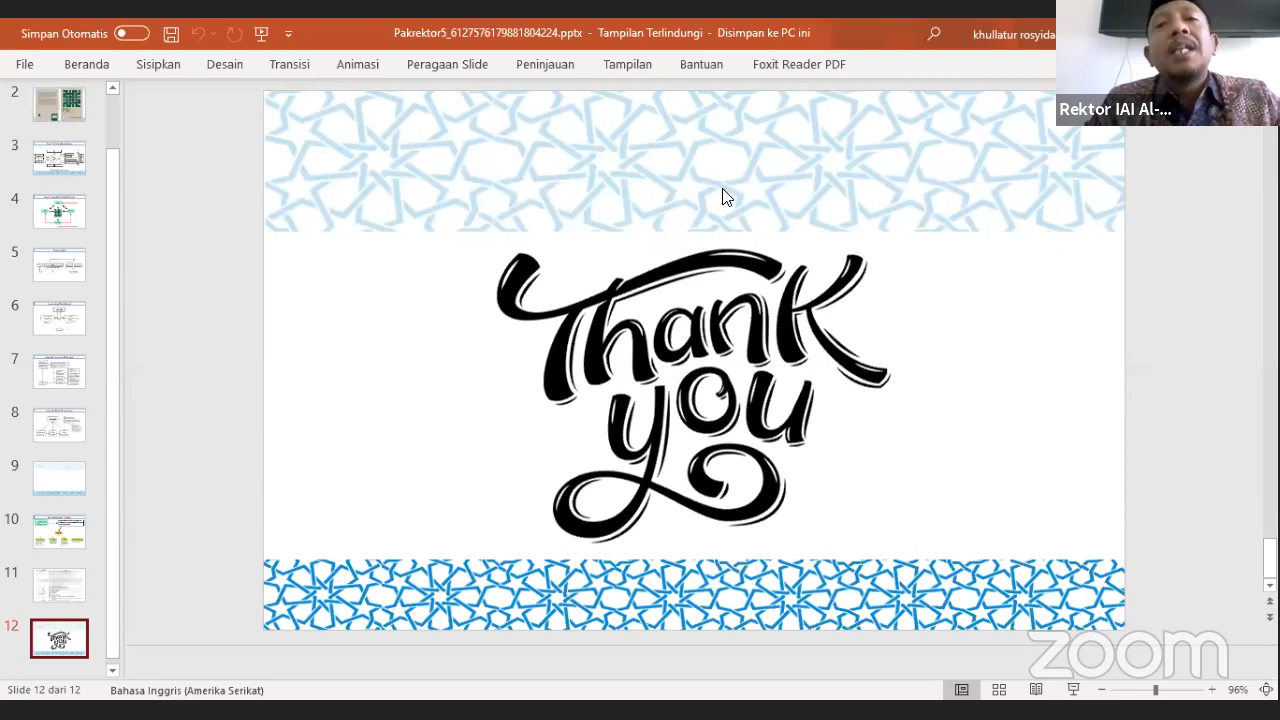 Simpan Otomatis
Pakrektor5_6127576179881804224.pptx - Tampilan Terlindungi - Disimpan ke PC ini
khullatur rosyida
File Beranda Sisipkan Desain Transisi Animasi Peragaan Slide Peninjauan Tampilan Bantuan Foxit Reader PDF
Rektor IAI Al-...
2
3
4
5
6
7
8
9
10
11
12
Thank
you
zoom
Slide 12 dari 12 Bahasa Inggris (Amerika Serikat) 96%